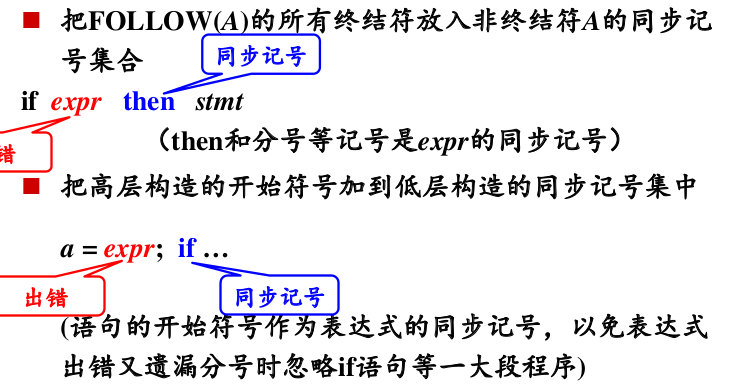 把FOLLOW(A)的所有终结符放入非终结符A的同步记
号集合
同步记号
if expr then stmt
错
（then和分号等记号是expr的同步记号）
把高层构造的开始符号加到低层构造的同步记号集中
a = expr; if …
出错
同步记号
(语句的开始符号作为表达式的同步记号，以免表达式
出错又遗漏分号时忽略if语句等一大段程序)